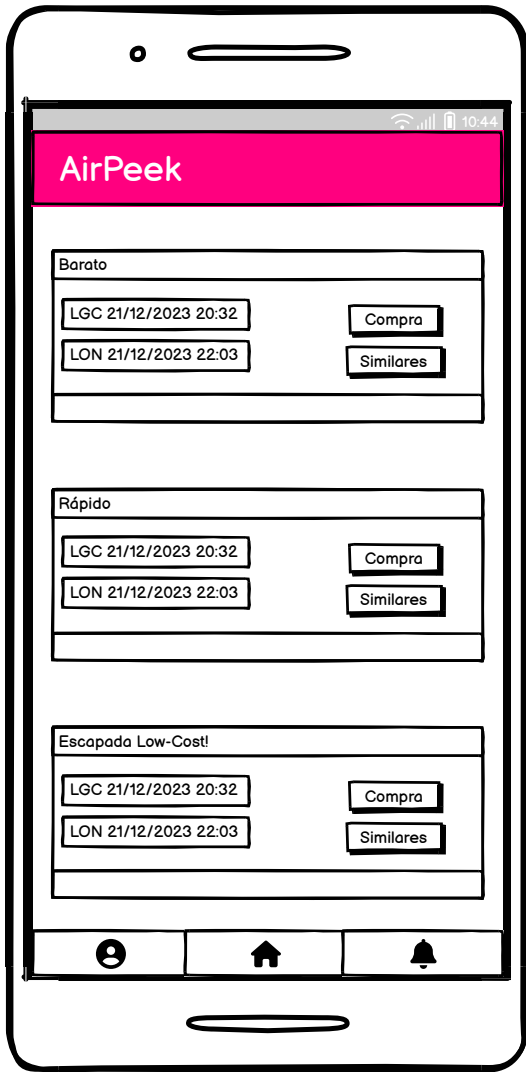 10:44
AirPeek
Barato
LGC 21/12/2023 20:32
Compra
LON 21/12/2023 22:03
Similares
Rápido
LGC 21/12/2023 20:32
Compra
LON 21/12/2023 22:03
Similares
Escapada Low-Cost!
LGC 21/12/2023 20:32
Compra
LON 21/12/2023 22:03
Similares